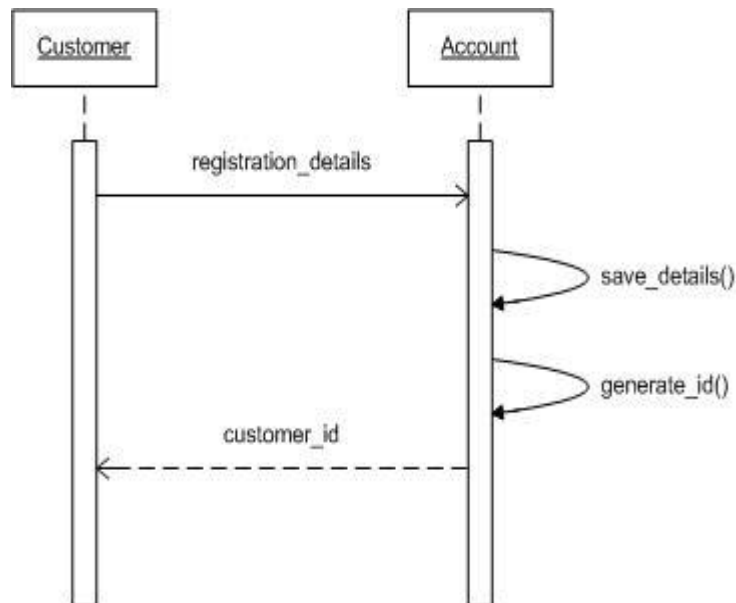 Customer
Account
registration_details
save_details()
generate_id()
customer_id